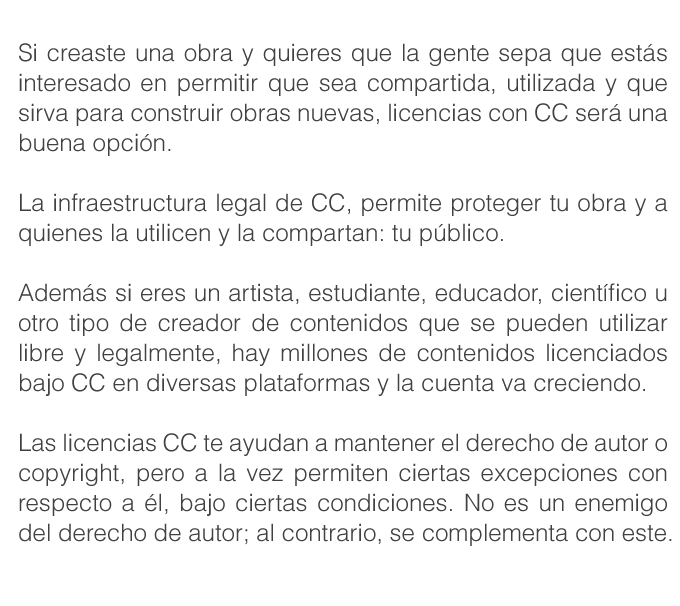 Si creaste una obra y quieres que la gente sepa que estás
interesado en permitir que sea compartida, utilizada y que
sirva para construir obras nuevas, licencias con CC será una
buena opción.
La infraestructura legal de CC, permite proteger tu obra y a
quienes la utilicen y la compartan: tu público.
Además si eres un artista, estudiante, educador, científico u
otro tipo de creador de contenidos que se pueden utilizar
libre y legalmente, hay millones de contenidos licenciados
bajo CC en diversas plataformas y la cuenta va creciendo.
Las licencias CC te ayudan a mantener el derecho de autor o
copyright, pero a la vez permiten ciertas excepciones con
respecto a él, bajo ciertas condiciones. No es un enemigo
del derecho de autor; al contrario, se complementa con este.